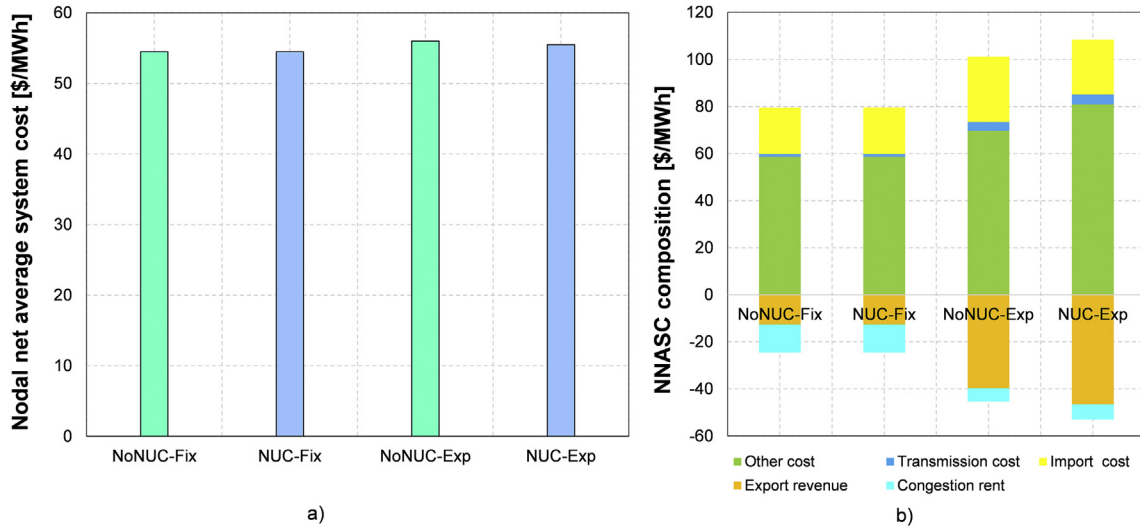 Nodal net average system cost [$/MWh]
60
50
40
30
20
10
0
NoNUC-Fix NUC-Fix NoNUC-Exp NUC-Exp
a)
NNASC composition [$/MWh]
120
100
80
60
40
20
0
-20
-40
-60
NoNUC-Fix NUC-Fix NoNUC-Exp NUC-Exp
Other cost Transmission cost Import cost
Export revenue Congestion rent
b)